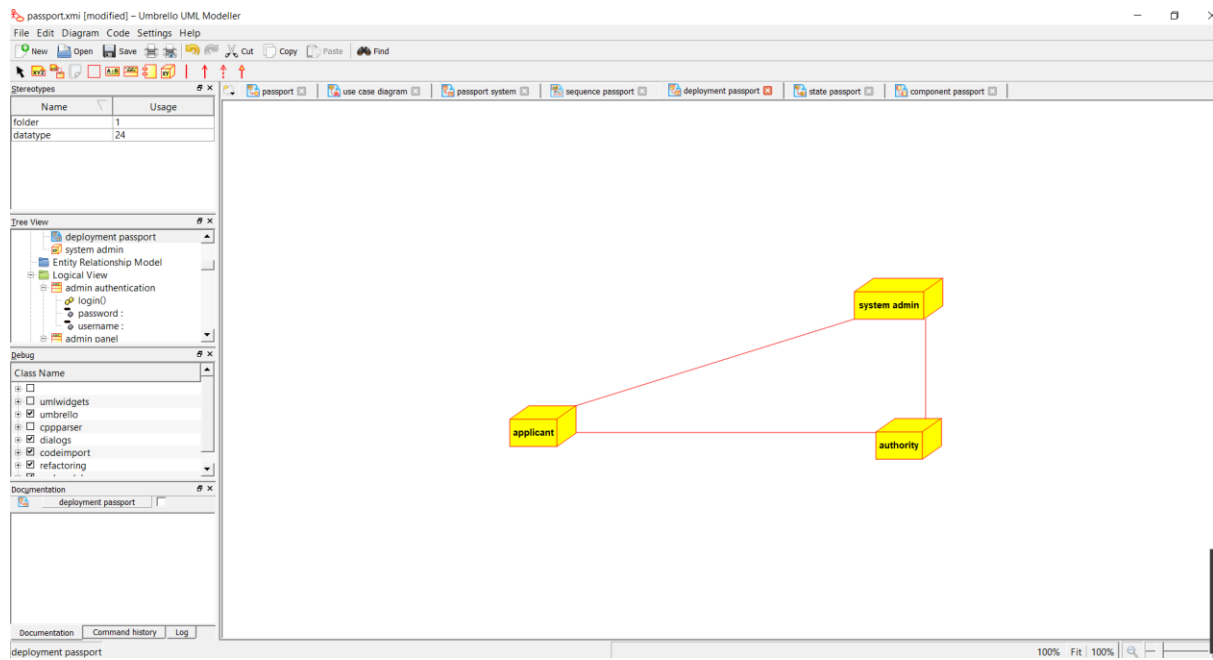 passport.xmi [modified] – Umbrello UML Modeller
File Edit Diagram Code Settings Help
New Open Save Cut Copy Paste Find
Stereotypes
passport use case diagram passport system sequence passport deployment passport state passport component passport
Name Usage
folder 1
datatype 24
Tree View
deployment passport
system admin
Entity Relationship Model
Logical View
admin authentication
login()
password :
username :
admin panel
Debug
Class Name
umlwidgets
umbrello
cppparser
dialogs
codeimport
refactoring
Documentation
deployment passport
system admin
applicant
authority
Documentation Command history Log
deployment passport
100% Fit 100%